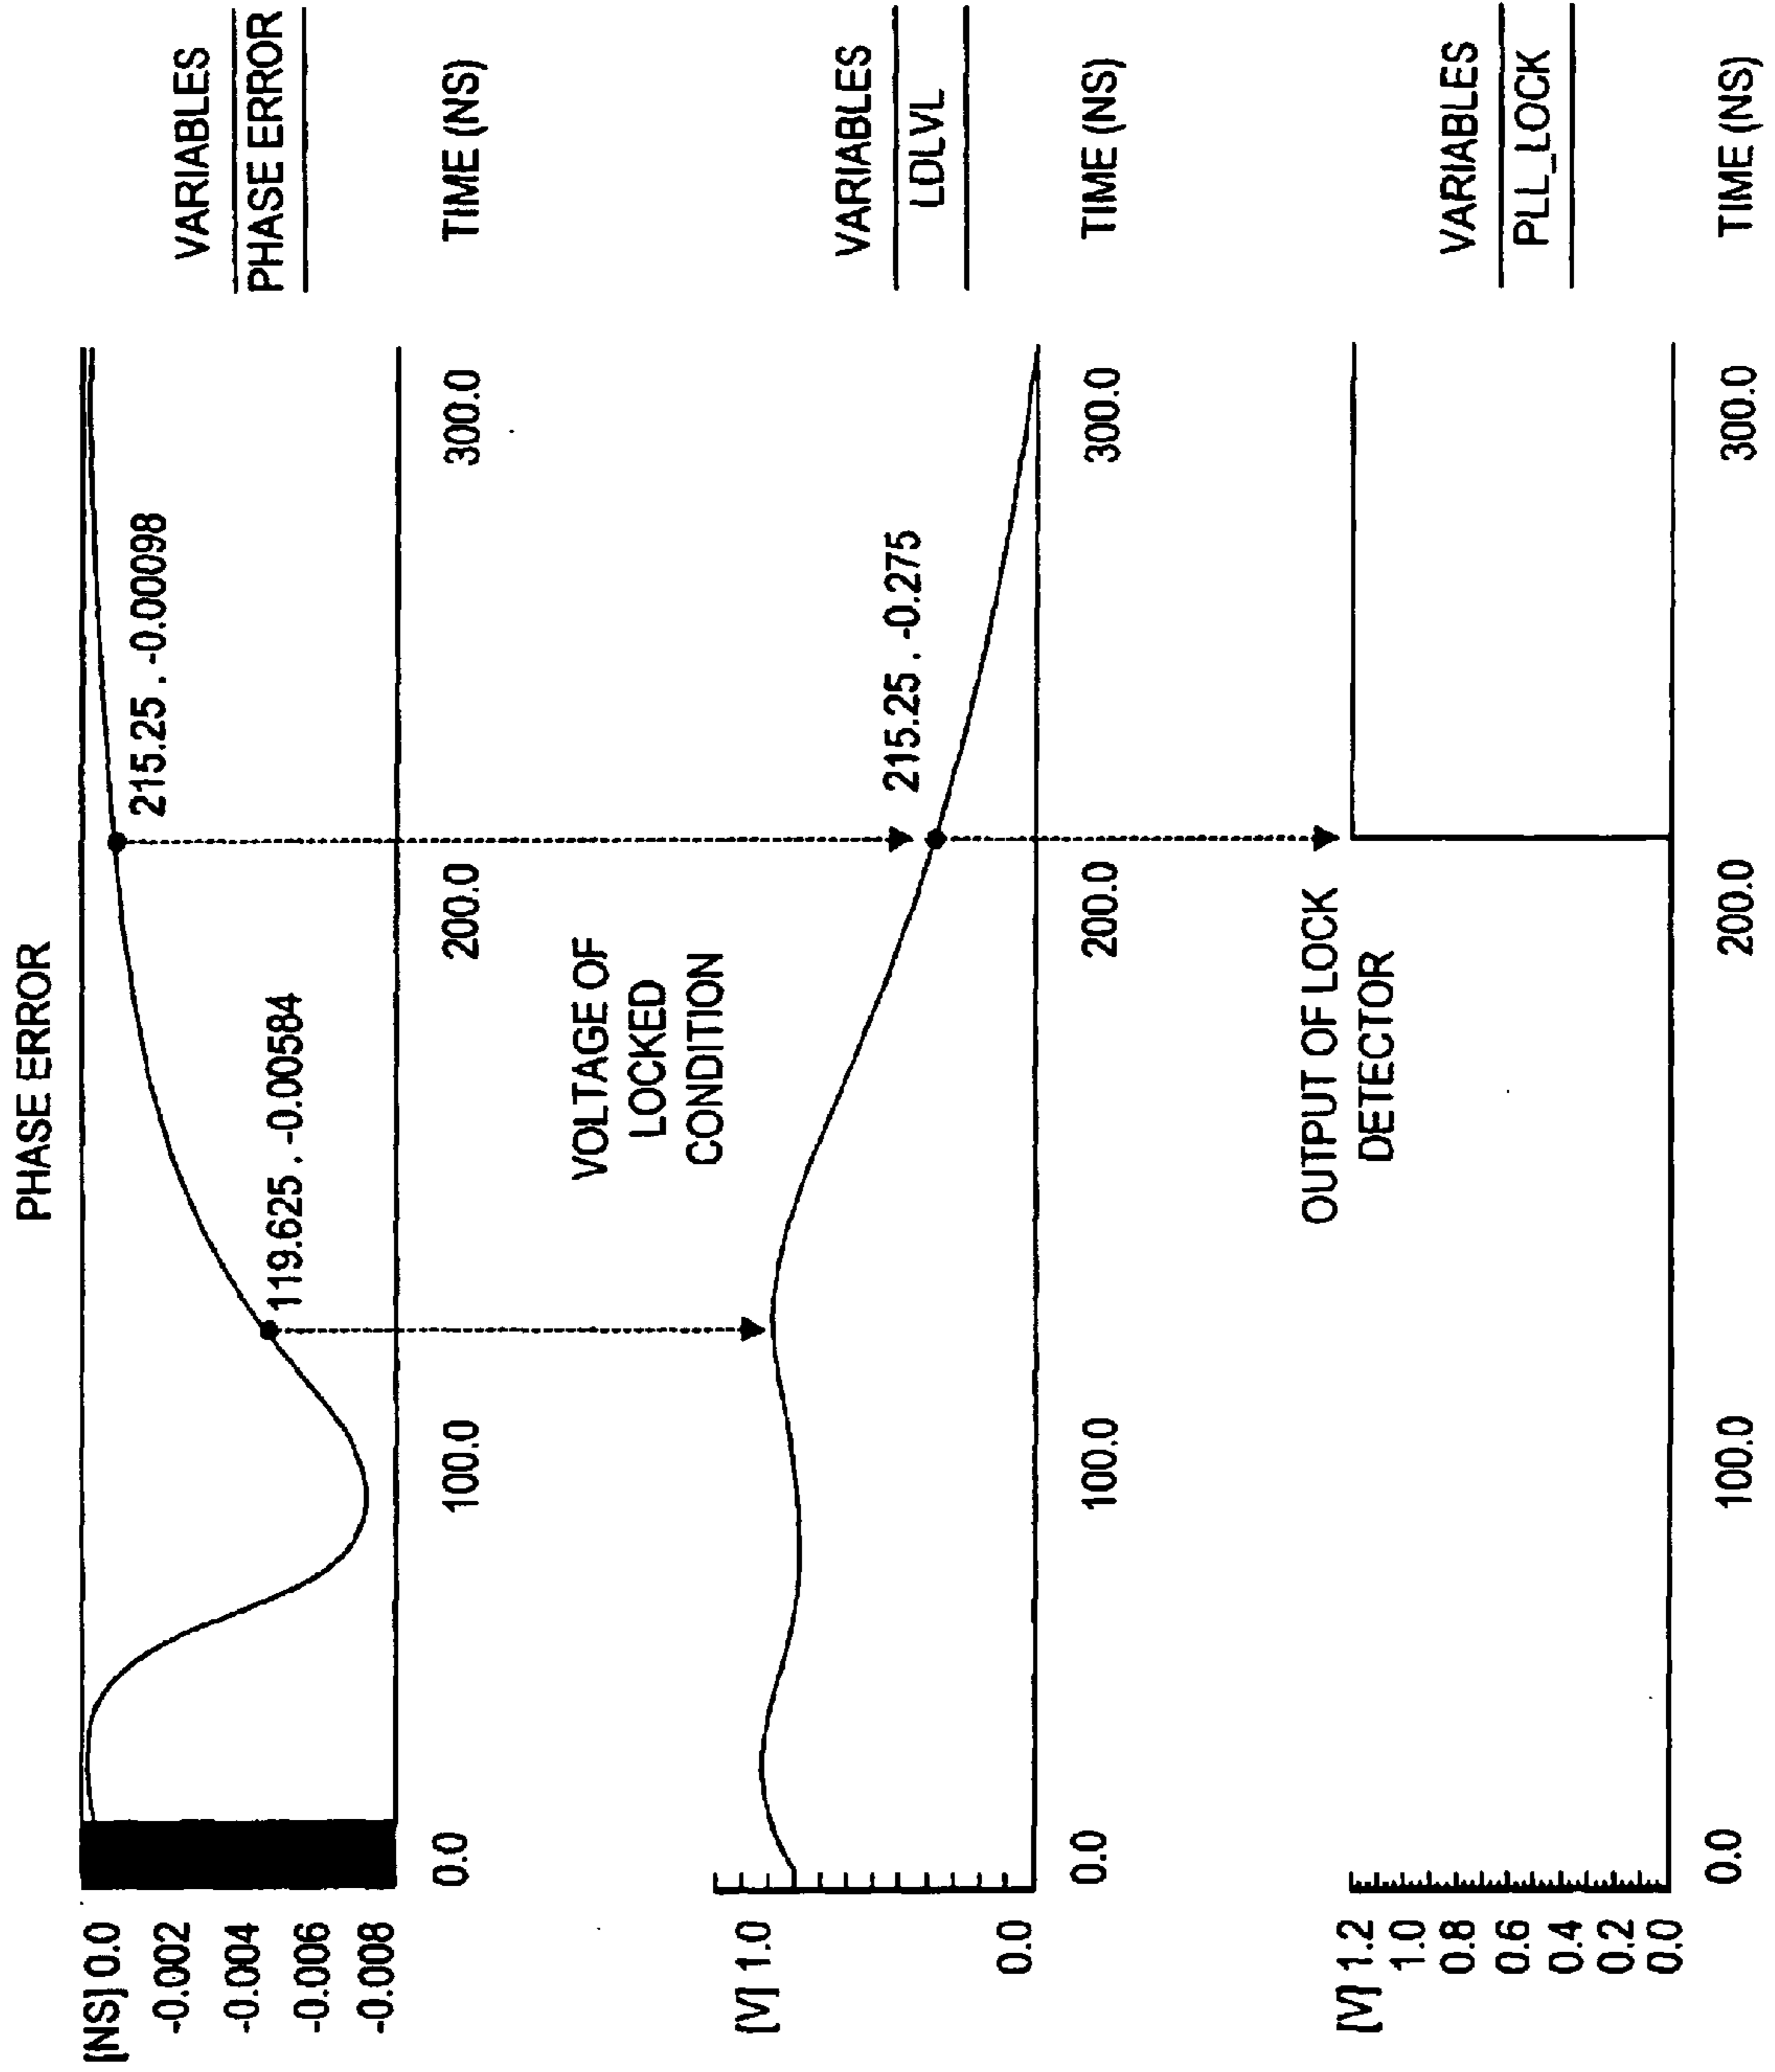 PHASE ERROR
[NS] 0.0
-0.002
-0.004
-0.006
-0.008
119.625 . -0.00584
215.25 . -0.00098
VARIABLES
PHASE ERROR
0.0
100.0
200.0
300.0
TIME (NS)
VOLTAGE OF
LOCKED
CONDITION
[V] 1.0
0.0
215.25 . -0.275
VARIABLES
LDLVL
0.0
100.0
200.0
300.0
TIME (NS)
OUTPUT OF LOCK
DETECTOR
[V] 1.2
1.0
0.8
0.6
0.4
0.2
0.0
VARIABLES
PLL_LOCK
0.0
100.0
200.0
300.0
TIME (NS)